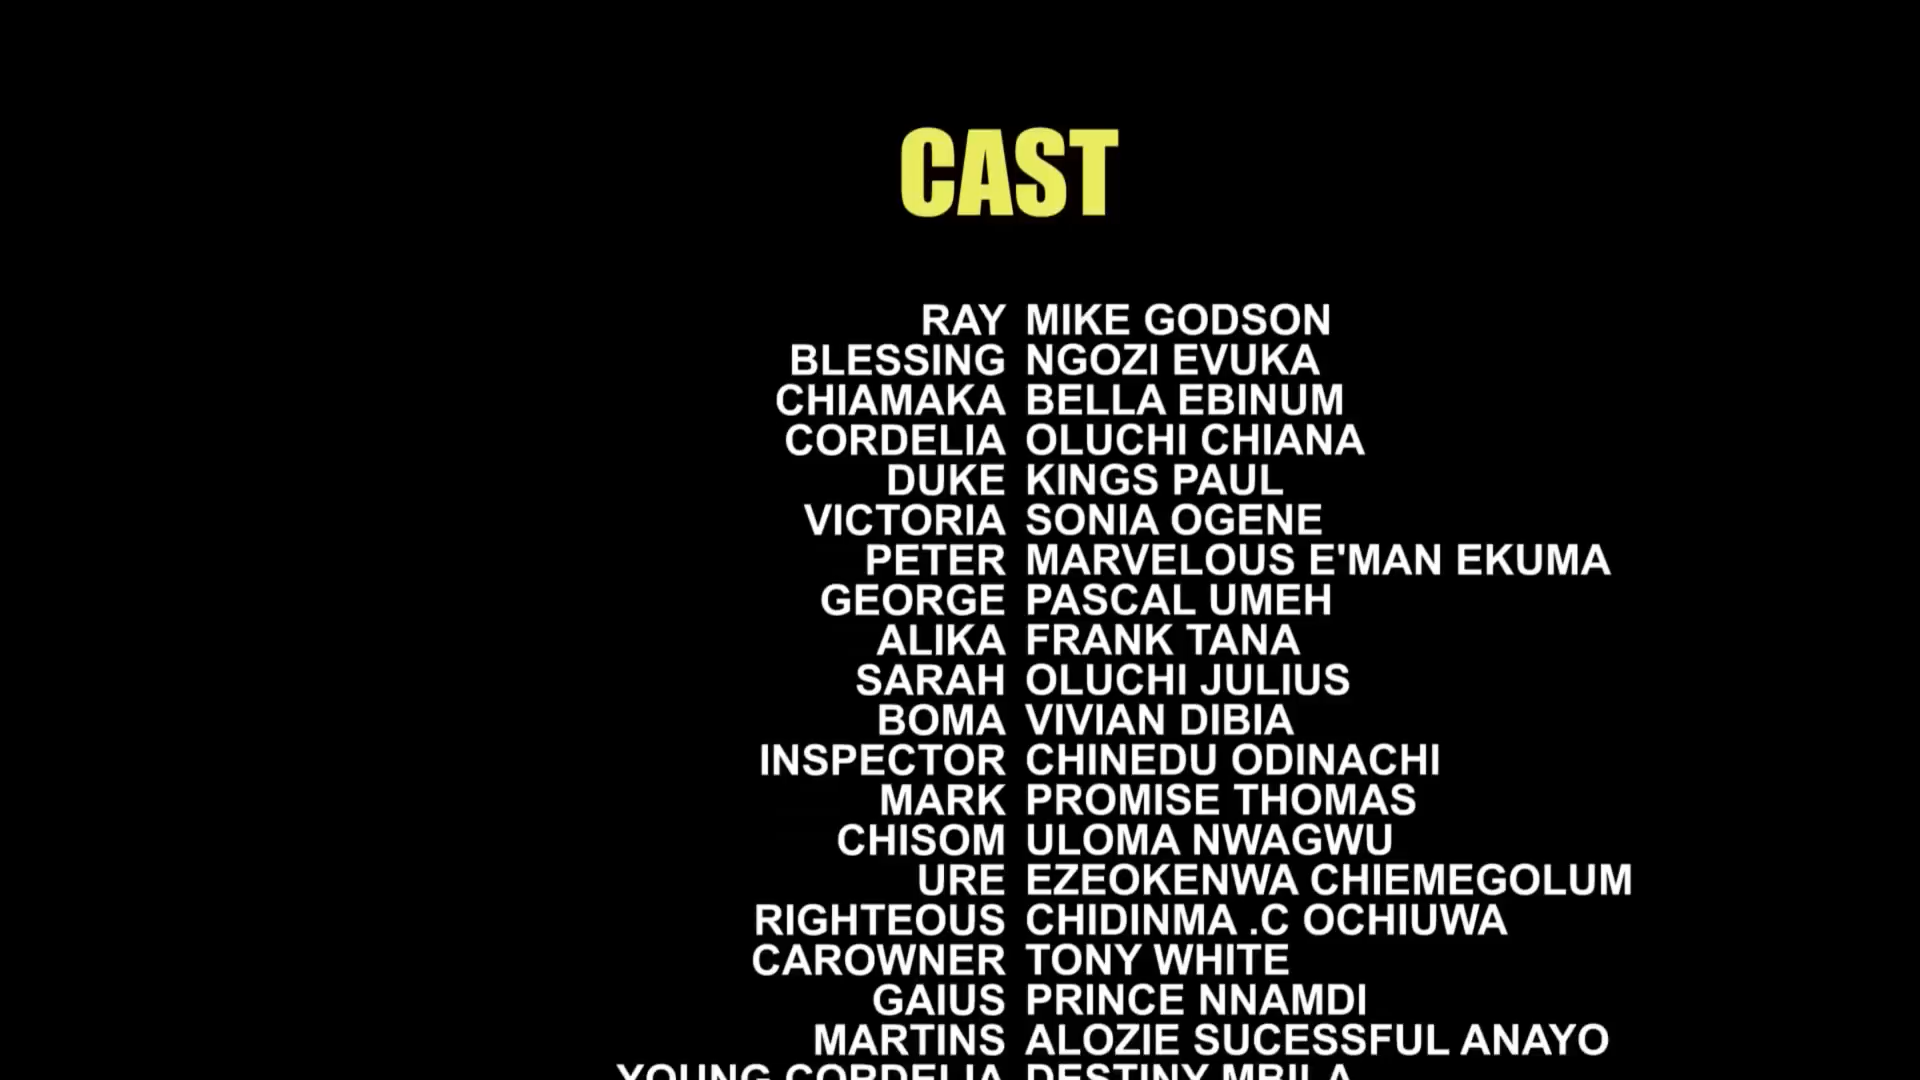 CAST
RAY MIKE GODSON
BLESSING NGOZI EVUKA
CHIAMAKA BELLA EBINUM
CORDELIA OLUCHI CHIANA
DUKE KINGS PAUL
VICTORIA SONIA OGENE
PETER MARVELOUS E'MAN EKUMA
GEORGE PASCAL UMEH
ALIKA FRANK TANA
SARAH OLUCHI JULIUS
BOMA VIVIAN DIBIA
INSPECTOR CHINEDU ODINACHI
MARK PROMISE THOMAS
CHISOM ULOMA NWAGWU
URE EZEOKENWA CHIEMEGOLUM
RIGHTEOUS CHIDINMA .C OCHIUWA
CAROWNER TONY WHITE
GAIUS PRINCE NNAMDI
MARTINS ALOZIE SUCESSFUL ANAYO
YOUNG CORDELIA DESTINY